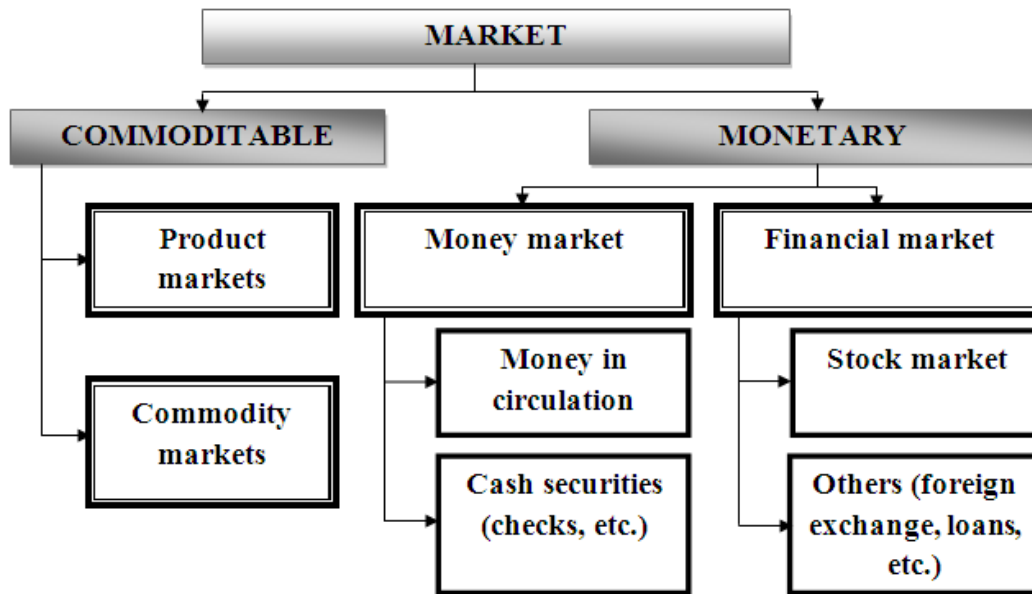 MARKET
COMMODITABLE
MONETARY
Product
markets
Money market
Financial market
Money in
circulation
Stock market
Commodity
markets
Cash securities
(checks, etc.)
Others (foreign
exchange, loans,
etc.)